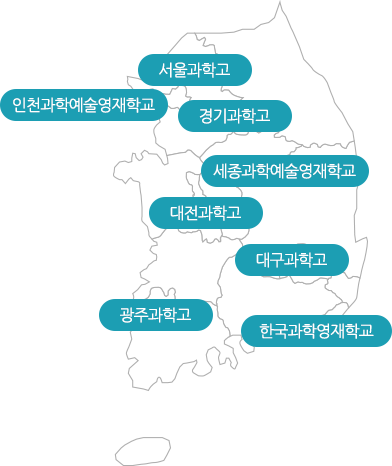 서울과학고
인천과학예술영재학교
경기과학고
세종과학예술영재학교
대전과학고
대구과학고
광주과학고
한국과학영재학교